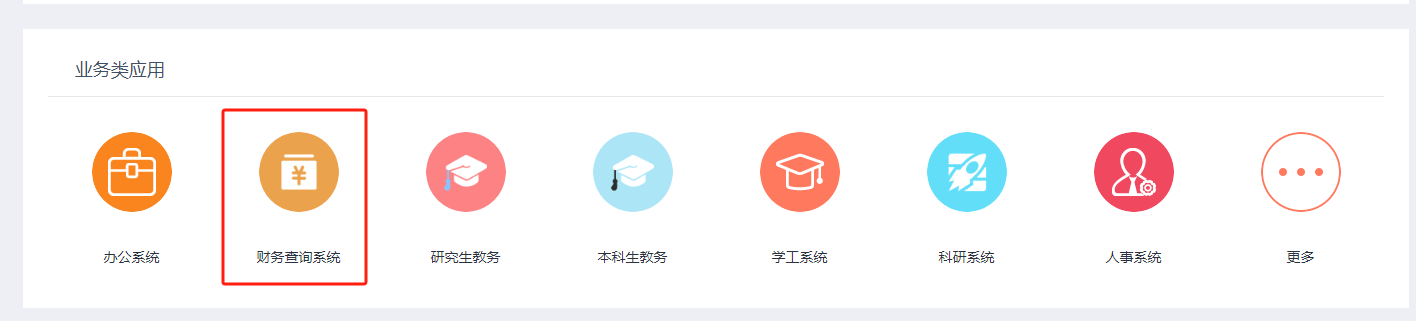 业务类应用
¥
办公系统
财务查询系统
研究生教务
本科生教务
学工系统
科研系统
人事系统
更多